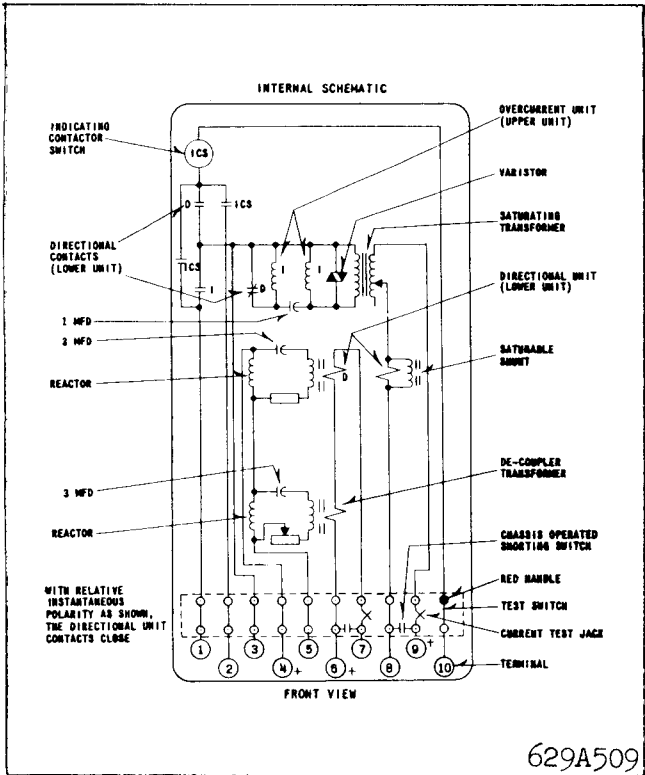 INTERNAL SCHEMATIC
INDICATING
CONTACTOR
SWITCH
ICS
D
ICS
DIRECTIONAL
CONTACTS
(LOWER UNIT)
ICS
I
D
I
I
1 MFD
3 MFD
REACTOR
D
3 MFD
REACTOR
OVERCURRENT UNIT
(UPPER UNIT)
VARISTOR
SATURATING
TRANSFORMER
DIRECTIONAL UNIT
(LOWER UNIT)
SATURABLE
SHUNT
DE-COUPLER
TRANSFORMER
CHASSIS OPERATED
SHORTING SWITCH
RED HANDLE
TEST SWITCH
CURRENT TEST JACK
TERMINAL
WITH RELATIVE
INSTANTANEOUS
POLARITY AS SHOWN,
THE DIRECTIONAL UNIT
CONTACTS CLOSE
1 3 5 7 9 +
2 4 + 6 + 8 10
FRONT VIEW
629A509